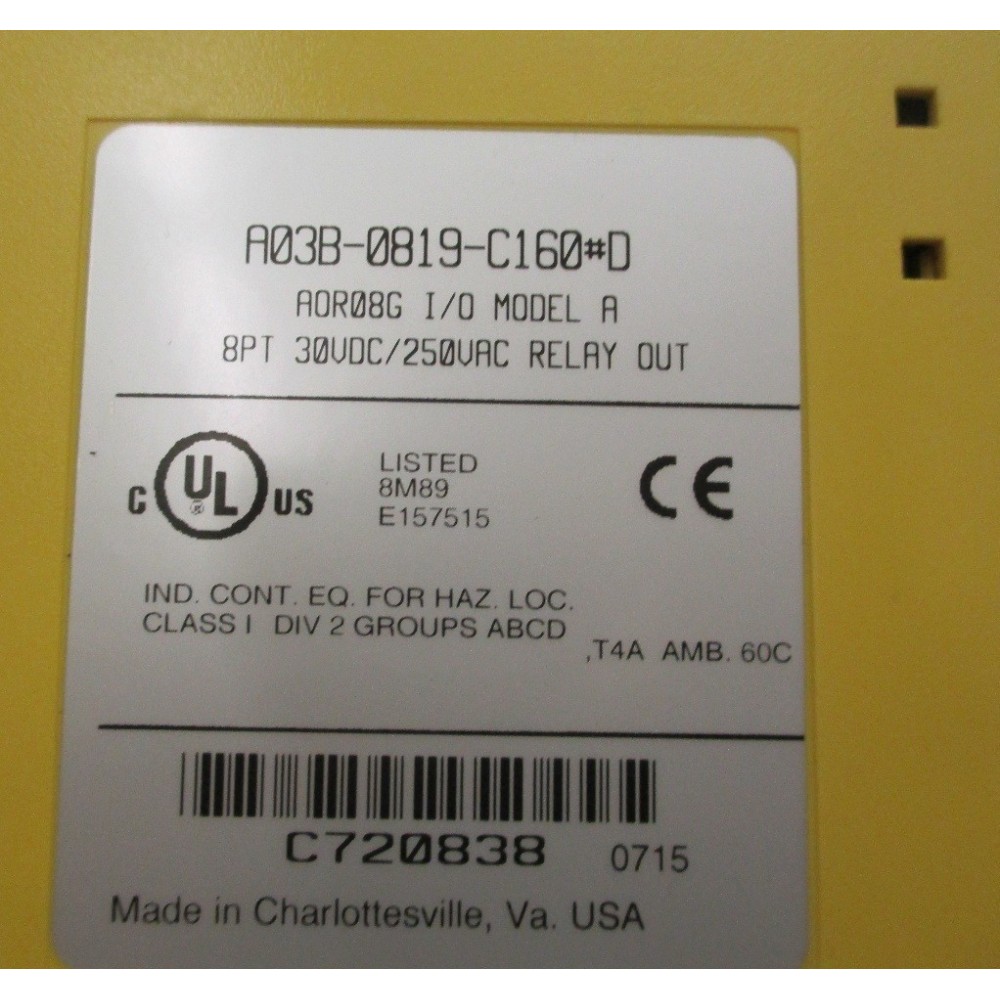 A03B-0819-C160#D
AOR08G I/O MODEL A
8PT 30VDC/250VAC RELAY OUT
C UL US
®
LISTED
8M89
E157515
CE
IND. CONT. EQ. FOR HAZ. LOC.
CLASS I DIV 2 GROUPS ABCD
,T4A AMB. 60C
C720838 0715
Made in Charlottesville, Va. USA